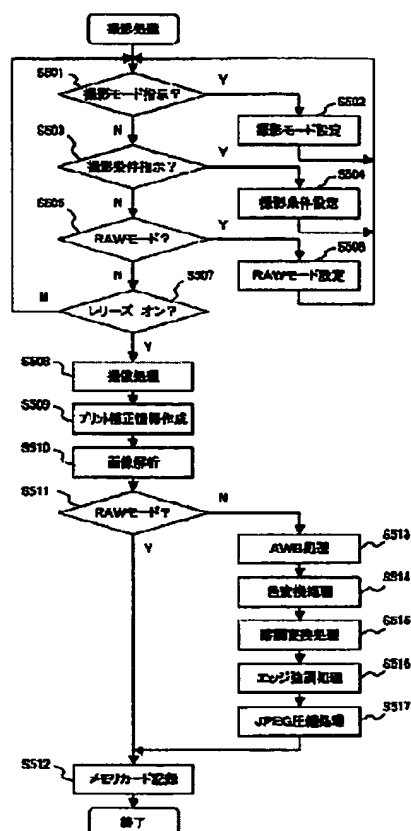 撮影処理
S501
撮影モード指示?
Y
S502
撮影モード設定
N
S503
撮影条件指示?
Y
S504
撮影条件設定
N
S505
RAWモード?
Y
S506
RAWモード設定
N
S507
レリーズ オン?
N
Y
S508
撮像処理
S509
プリント補正情報作成
S510
画像解析
S511
RAWモード?
N
Y
S513
AWB処理
S514
色変換処理
S515
階調変換処理
S516
エッジ強調処理
S517
JPEG圧縮処理
S512
メモリカード記録
終了